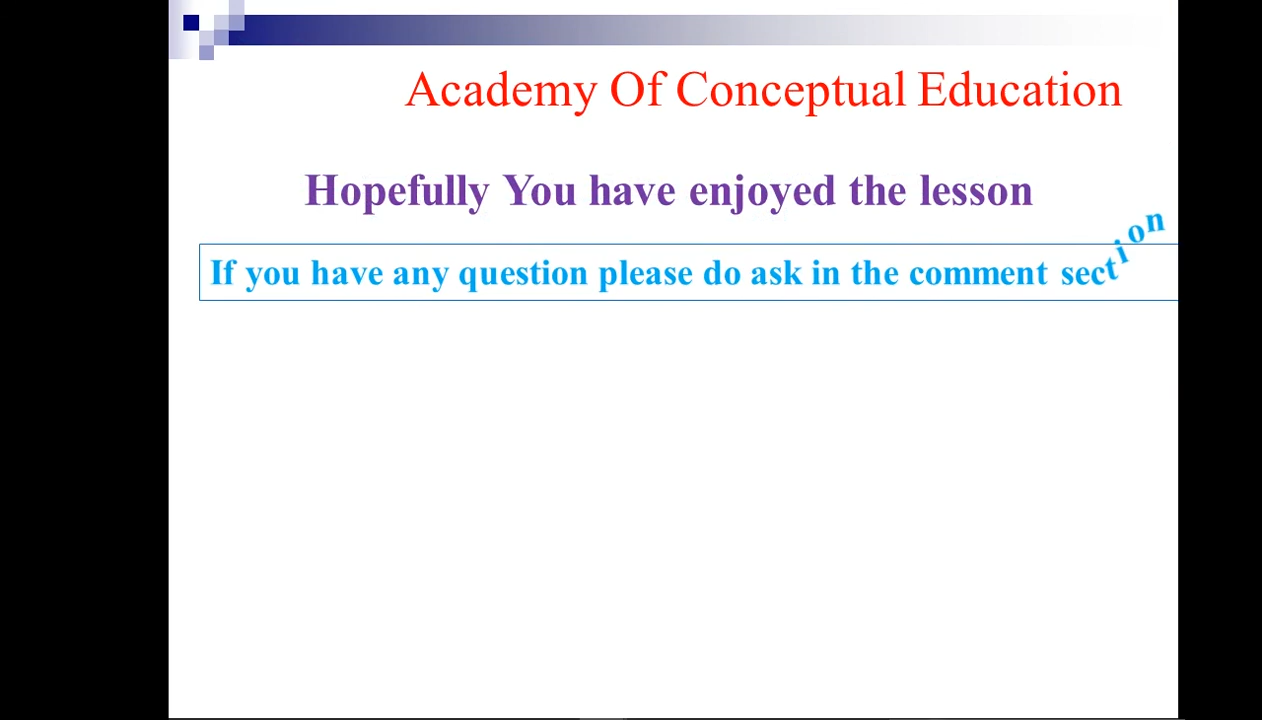 Academy Of Conceptual Education
Hopefully You have enjoyed the lesson
If you have any question please do ask in the comment section